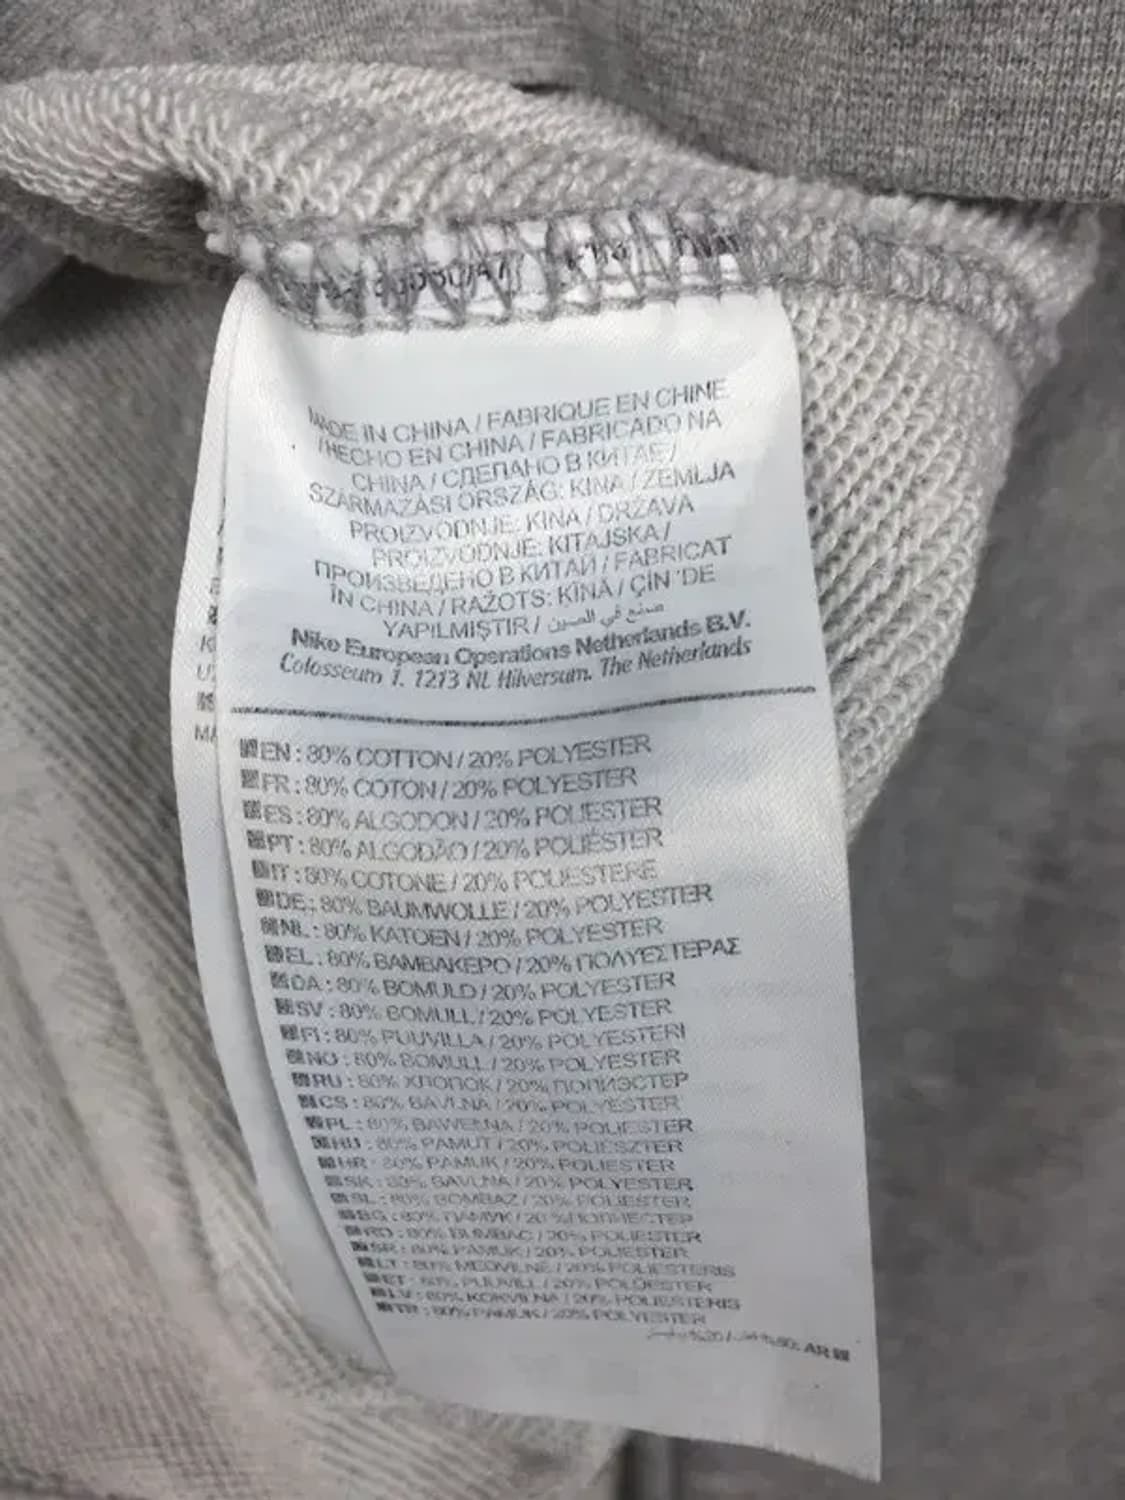 MADE IN CHINA / FABRIQUE EN CHINE
/ HECHO EN CHINA / FABRICADO NA
CHINA / СДЕЛАНО В КИТАЕ /
SZÁRMAZÁSI ORSZÁG: KINA / ZEMLJA
PROIZVODNJE: KINA / DRŽAVA
PROIZVODNJE: KITAJSKA /
ПРОИЗВЕДЕНО В КИТАЙ / FABRICAT
ÎN CHINA / RAŽOTS: ĶĪNĀ / ÇİN 'DE
YAPILMIŞTIR / صنع في الصين
Nike European Operations Netherlands B.V.
Colosseum 1. 1213 NL Hilversum. The Netherlands
EN : 80% COTTON / 20% POLYESTER
FR : 80% COTON / 20% POLYESTER
ES : 80% ALGODON / 20% POLIESTER
PT : 80% ALGODÃO / 20% POLIÉSTER
IT : 80% COTONE / 20% POLIESTERE
DE : 80% BAUMWOLLE / 20% POLYESTER
NL : 80% KATOEN / 20% POLYESTER
EL : 80% ΒΑΜΒΑΚΕΡΟ / 20% ΠΟΛΥΕΣΤΕΡΑΣ
DA : 80% BOMULD / 20% POLYESTER
SV : 80% BOMULL / 20% POLYESTER
FI : 80% PUUVILLA / 20% POLYESTERI
NO : 80% BOMULL / 20% POLYESTER
RU : 80% ХЛОПОК / 20% ПОЛИЭСТЕР
CS : 80% BAVLNA / 20% POLYESTER
PL : 80% BAWEŁNA / 20% POLIESTER
HU : 80% PAMUT / 20% POLIÉSZTER
HR : 80% PAMUK / 20% POLIESTER
SK : 80% BAVLNA / 20% POLYESTER
SL : 80% BOMBAŽ / 20% POLIESTER
BG : 80% ПАМУК / 20 % ПОЛИЕСТЕР
RO : 80% BUMBAC / 20% POLIESTER
SR : 80% PAMUK / 20% POLIESTER
LT : 80% MEDVILNĖ / 20% POLIESTERIS
ET : 80% PUUVILL / 20% POLÜESTER
LV : 80% KOKVILNA / 20% POLIESTERIS
TR : 80% PAMUK / 20% POLYESTER
AR